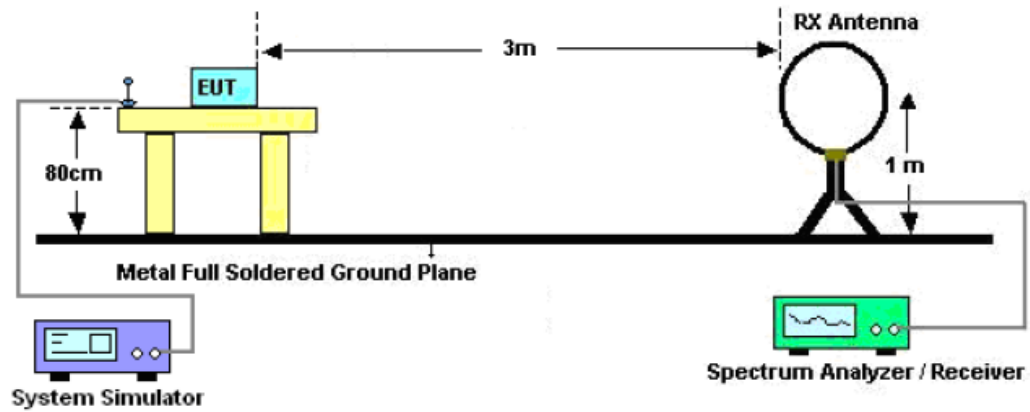 RX Antenna
3m
EUT
80cm
1 m
Metal Full Soldered Ground Plane
System Simulator
Spectrum Analyzer / Receiver